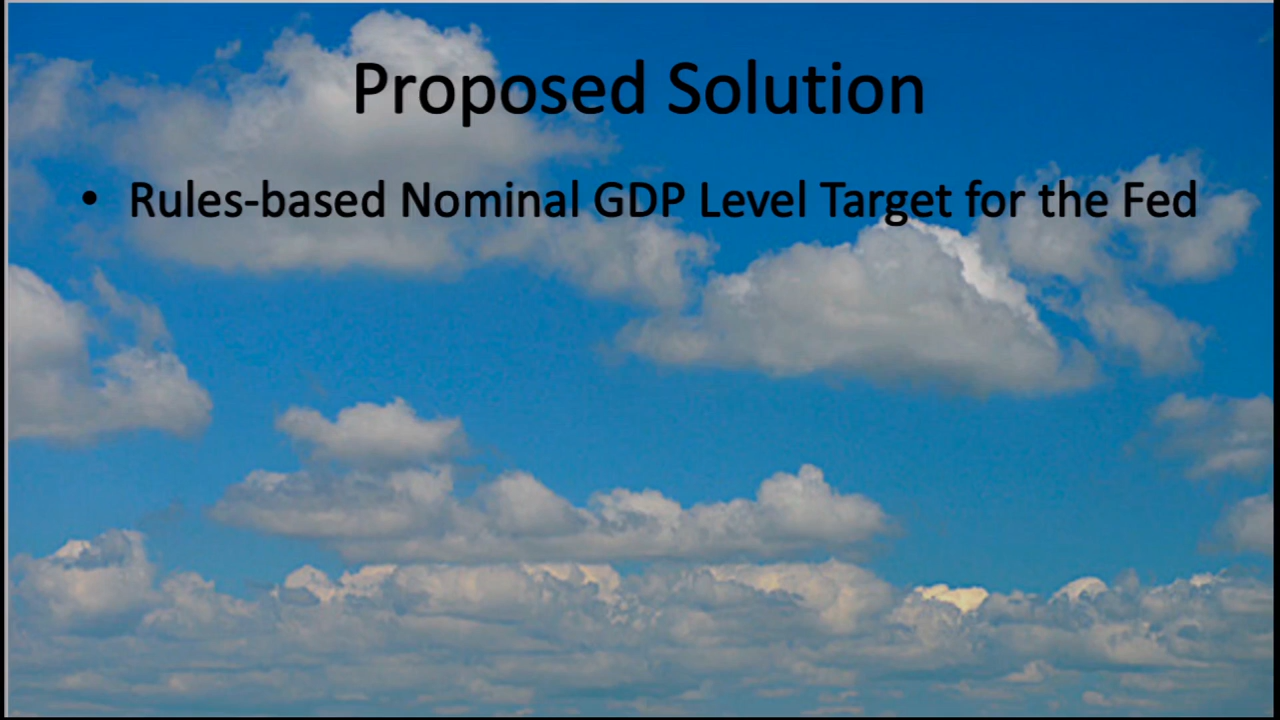 Proposed Solution
• Rules-based Nominal GDP Level Target for the Fed